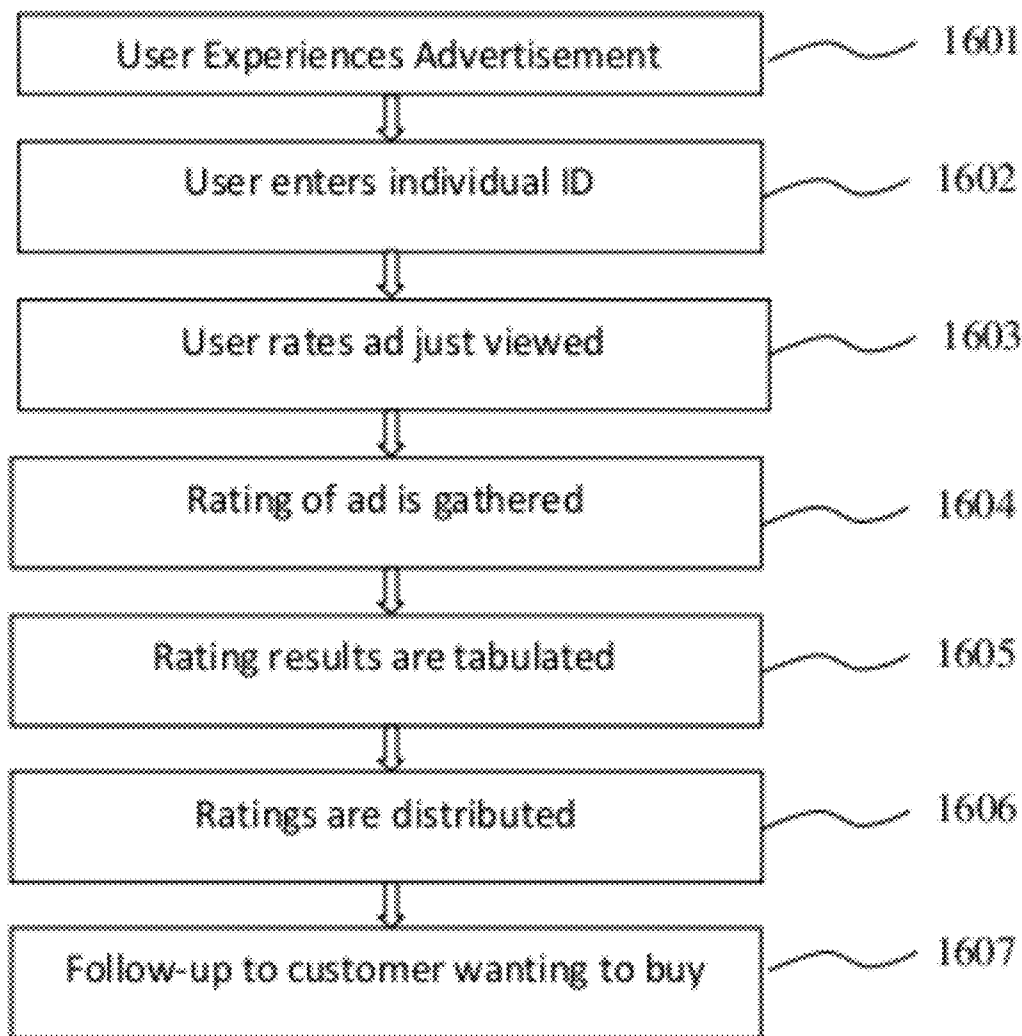 User Experiences Advertisement 1601
User enters individual ID 1602
User rates ad just viewed 1603
Rating of ad is gathered 1604
Rating results are tabulated 1605
Ratings are distributed 1606
Follow-up to customer wanting to buy 1607